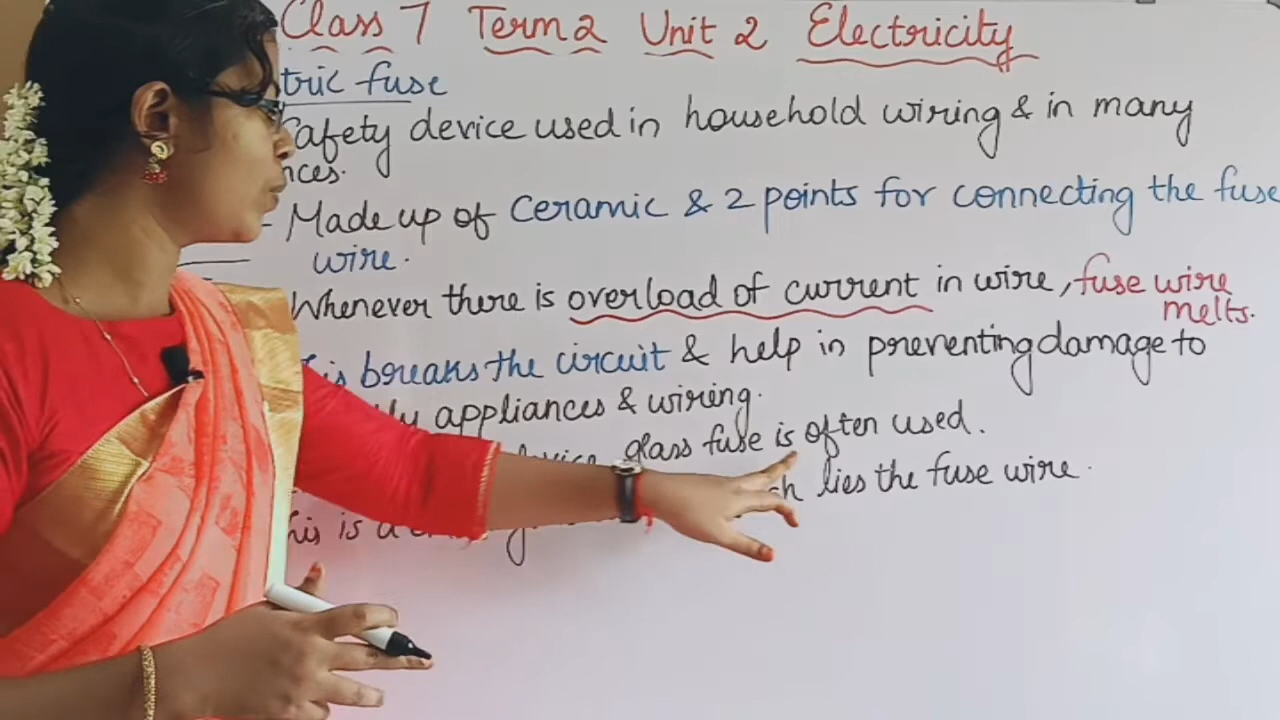 Class 7 Term 2 Unit 2 Electricity
tric fuse
Safety device used in household wiring & in many
nces.
- Made up of Ceramic & 2 points for connecting the fuse
wire.
Whenever there is overload of current in wire, fuse wire
melts.
is breaks the circuit & help in preventing damage to
appliances & wiring.
glass fuse is often used.
lies the fuse wire.
is a